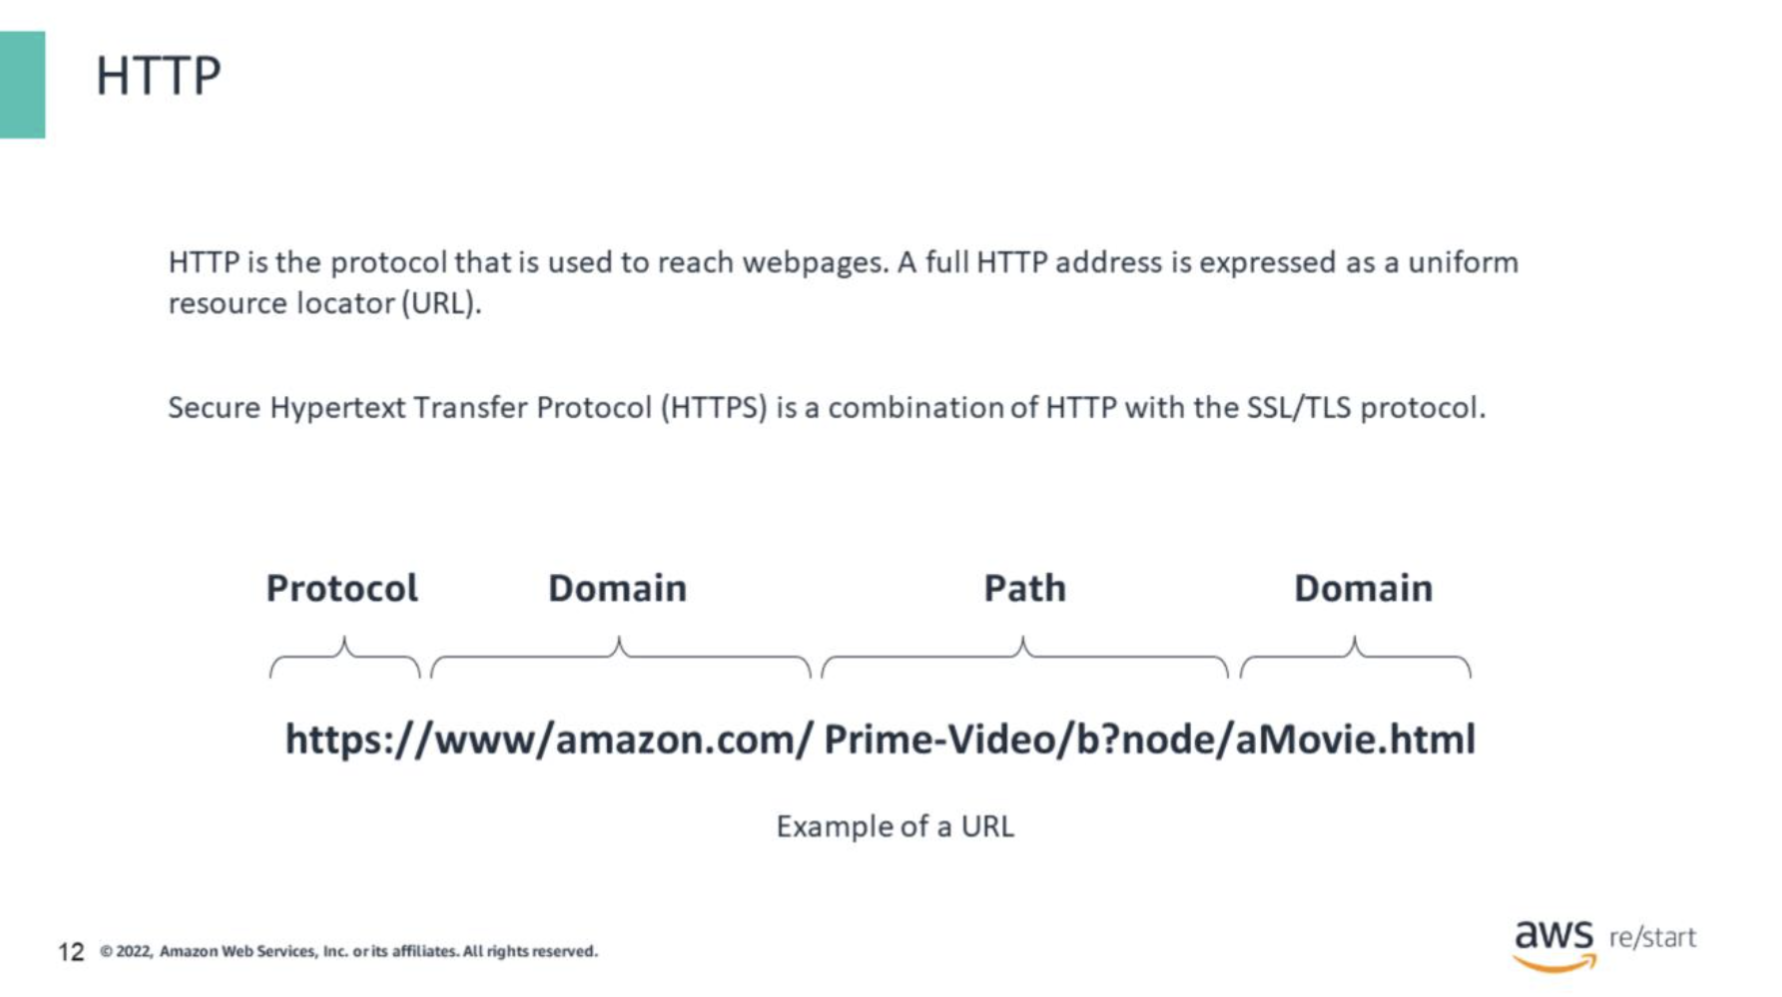 HTTP
HTTP is the protocol that is used to reach webpages. A full HTTP address is expressed as a uniform
resource locator (URL).
Secure Hypertext Transfer Protocol (HTTPS) is a combination of HTTP with the SSL/TLS protocol.
Protocol Domain Path Domain
https://www/amazon.com/ Prime-Video/b?node/aMovie.html
Example of a URL
12 © 2022, Amazon Web Services, Inc. or its affiliates. All rights reserved.
aws re/start